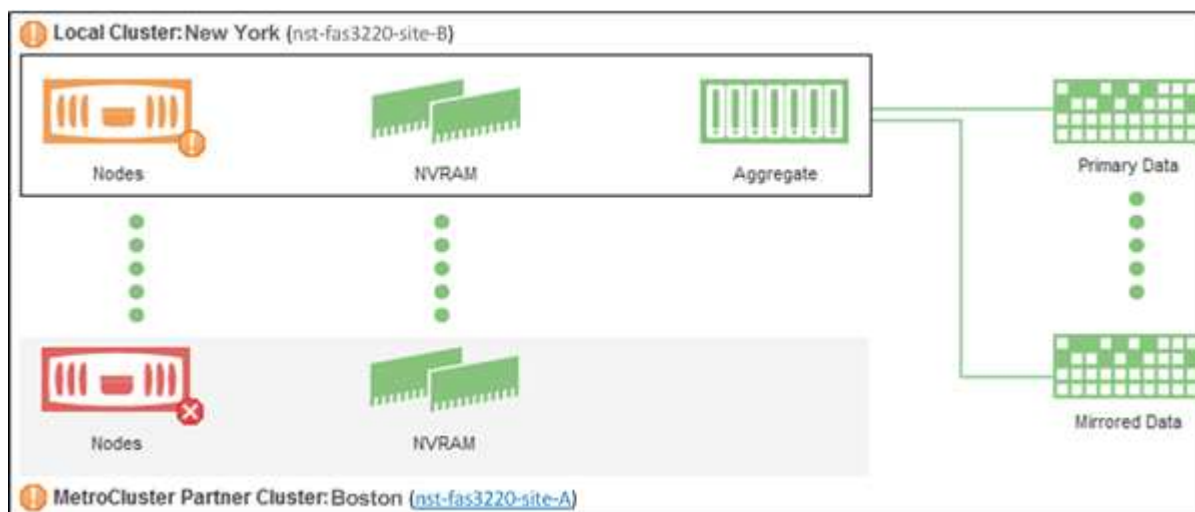 Local Cluster: New York (nst-fas3220-site-B)
Nodes
NVRAM
Aggregate
Primary Data
Nodes
NVRAM
Mirrored Data
MetroCluster Partner Cluster: Boston (nst-fas3220-site-A)